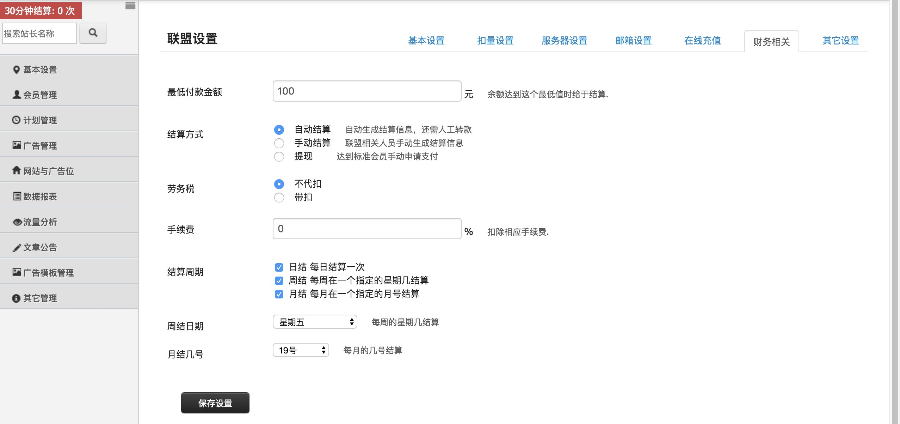 30分钟结算: 0 次
搜索站长名称
基本设置
会员管理
计划管理
广告管理
网站与广告位
数据报表
流量分析
文章公告
广告模板管理
其它管理
联盟设置 基本设置 扣量设置 服务器设置 邮箱设置 在线充值 财务相关 其它设置
最低付款金额 100 元 余额达到这个最低值时给于结算.
结算方式 自动结算 自动生成结算信息，还需人工转款
手动结算 联盟相关人员手动生成结算信息
提现 达到标准会员手动申请支付
劳务税 不代扣
带扣
手续费 0 % 扣除相应手续费.
结算周期 日结 每日结算一次
周结 每周在一个指定的星期几结算
月结 每月在一个指定的月号结算
周结日期 星期五 每周的星期几结算
月结几号 19号 每月的几号结算
保存设置